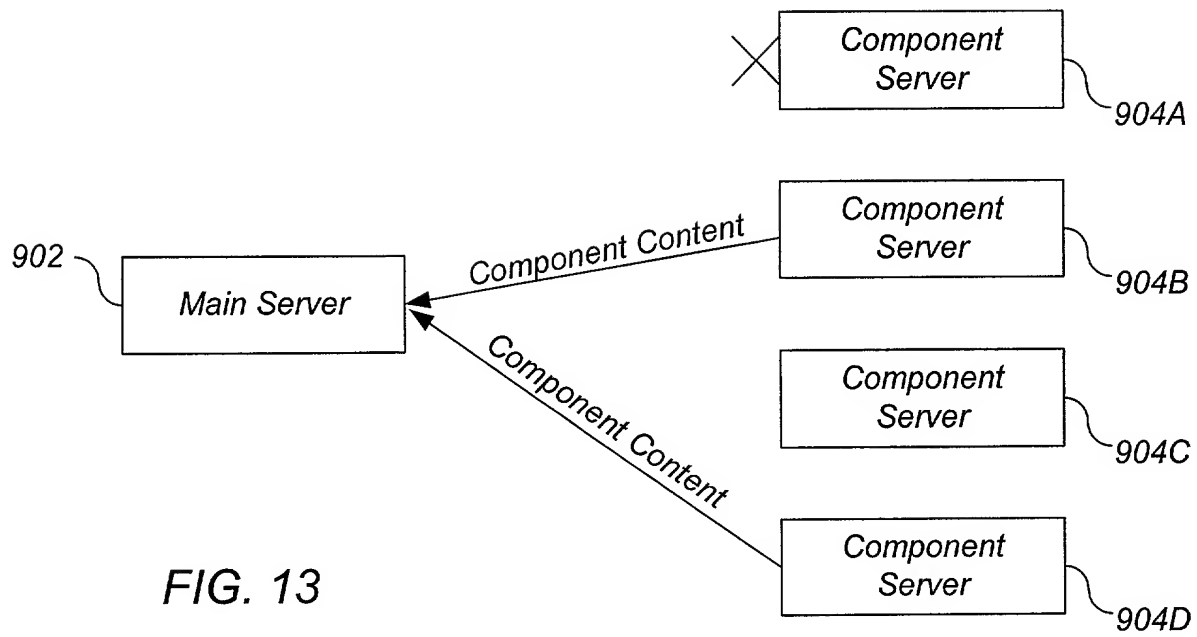 Component
Server
904A
Component
Server
904B
Component Content
902
Main Server
Component Content
Component
Server
904C
Component
Server
904D
FIG. 13